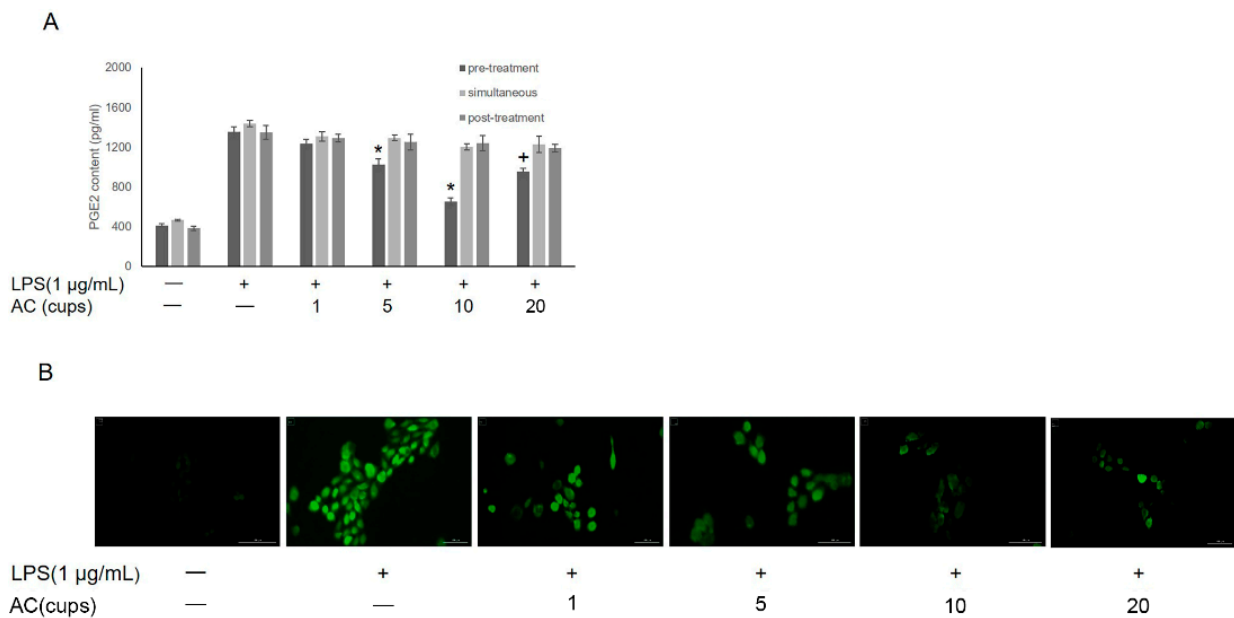 A
2000
1600
1200
800
400
0
PGE2 content (pg/ml)
pre-treatment
simultaneous
post-treatment
* * +
LPS(1 µg/mL) — + + + + +
AC (cups) — — 1 5 10 20
B
LPS(1 µg/mL) — + + + + +
AC(cups) — — 1 5 10 20